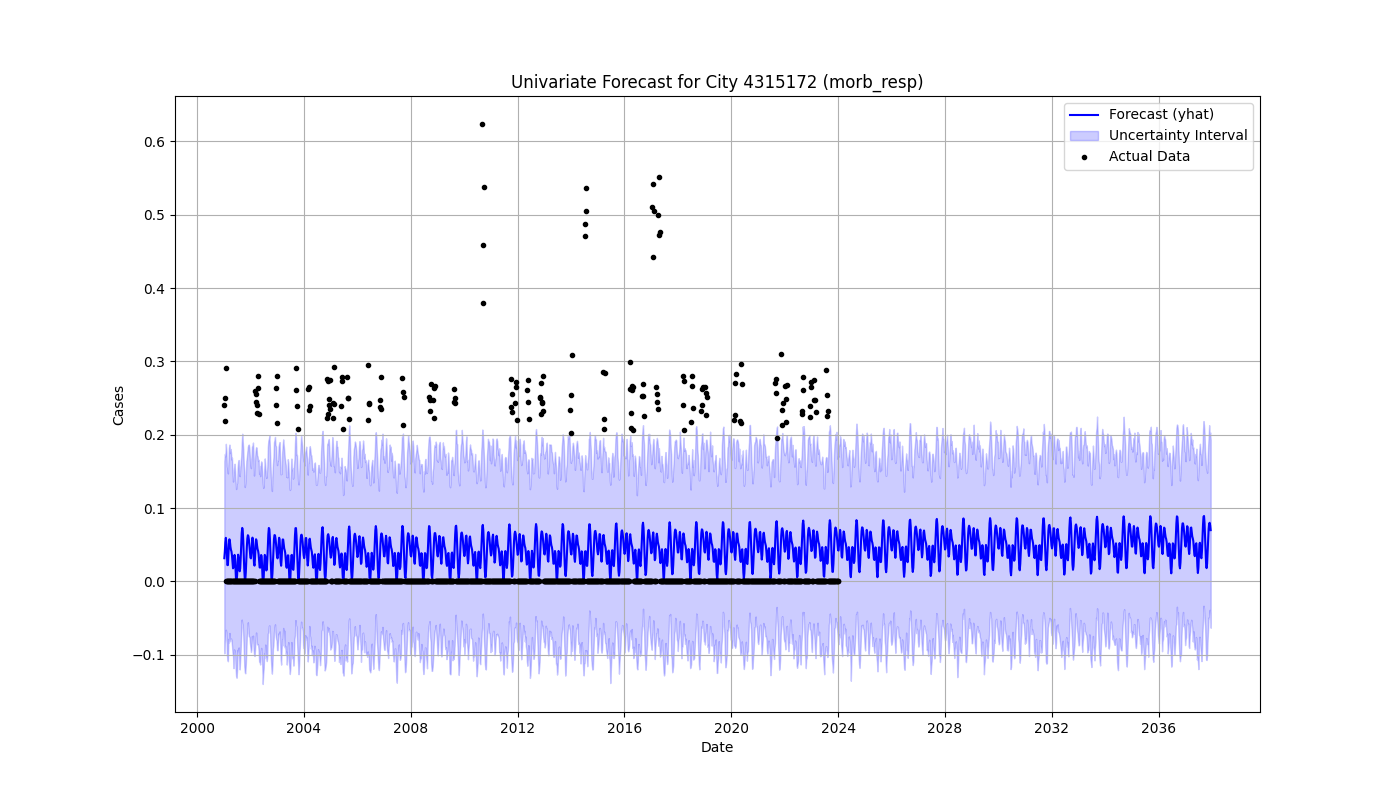 Univariate Forecast for City 4315172 (morb_resp)
Forecast (yhat)
Uncertainty Interval
Actual Data
Cases
0.6
0.5
0.4
0.3
0.2
0.1
0.0
−0.1
2000 2004 2008 2012 2016 2020 2024 2028 2032 2036
Date